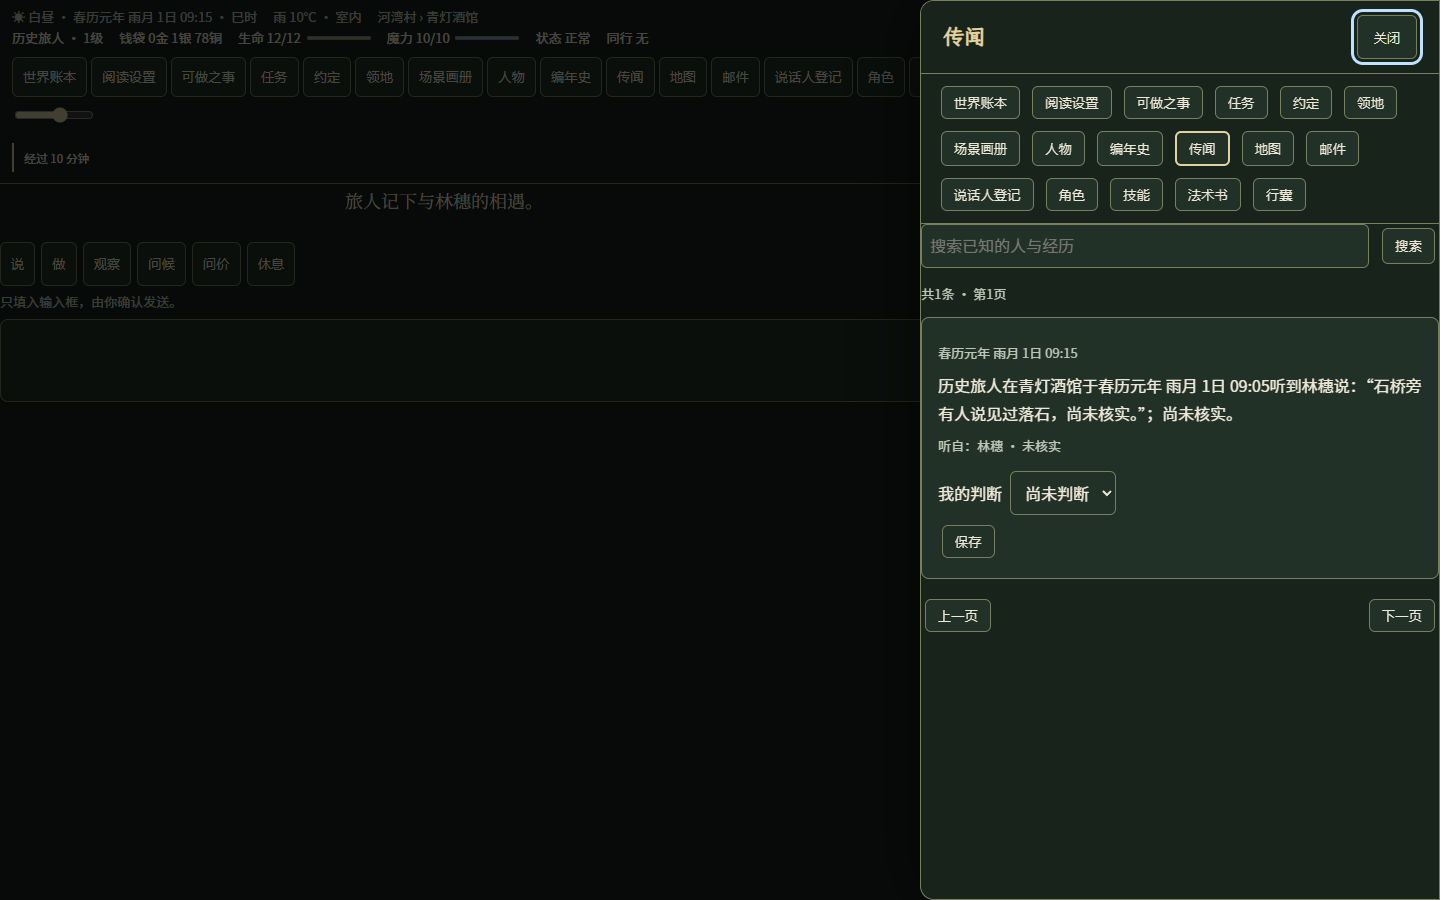 白昼 · 春历元年 雨月 1日 09:15 · 巳时 雨 10°C · 室内 河湾村 › 青灯酒馆
历史旅人 · 1级 钱袋 0金 1银 78铜 生命 12/12 魔力 10/10 状态 正常 同行 无
世界账本 阅读设置 可做之事 任务 约定 领地 场景画册 人物 编年史 传闻 地图 邮件 说话人登记 角色
经过 10 分钟
旅人记下与林穗的相遇。
说 做 观察 问候 问价 休息
只填入输入框，由你确认发送。
传闻
关闭
世界账本 阅读设置 可做之事 任务 约定 领地
场景画册 人物 编年史 传闻 地图 邮件
说话人登记 角色 技能 法术书 行囊
搜索已知的人与经历 搜索
共1条 · 第1页
春历元年 雨月 1日 09:15
历史旅人在青灯酒馆于春历元年 雨月 1日 09:05听到林穗说：“石桥旁
有人说见过落石，尚未核实。”；尚未核实。
听自：林穗 · 未核实
我的判断 尚未判断
保存
上一页 下一页